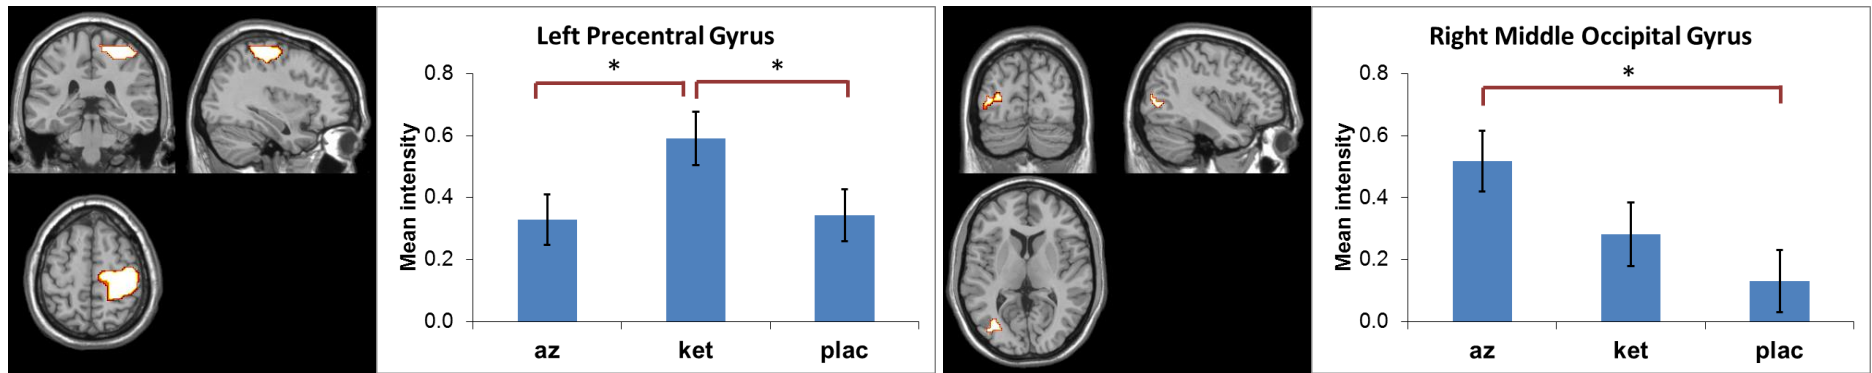 Left Precentral Gyrus
* *
Mean intensity
0.8
0.6
0.4
0.2
0.0
az ket plac
Right Middle Occipital Gyrus
*
Mean intensity
0.8
0.6
0.4
0.2
0.0
az ket plac